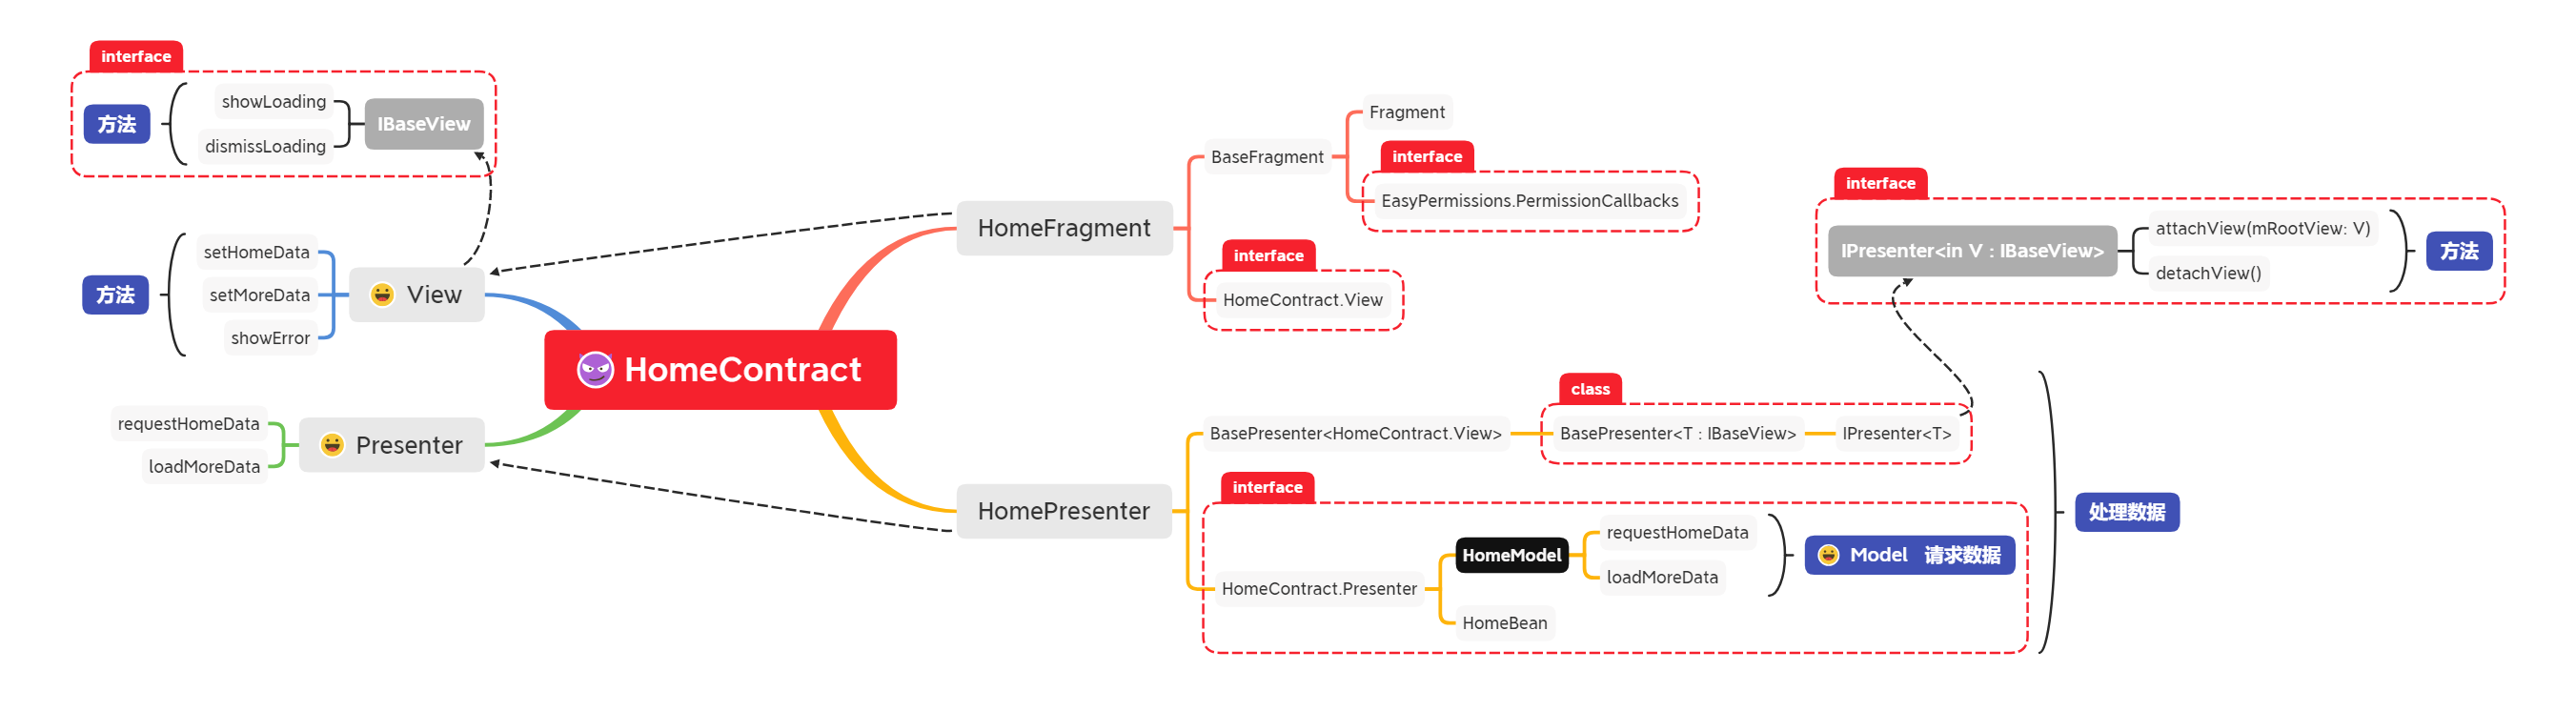 interface
方法
showLoading
dismissLoading
IBaseView
方法
setHomeData
setMoreData
showError
View
requestHomeData
loadMoreData
Presenter
HomeContract
HomeFragment
BaseFragment
Fragment
interface
EasyPermissions.PermissionCallbacks
interface
HomeContract.View
interface
IPresenter<in V : IBaseView>
attachView(mRootView: V)
detachView()
方法
HomePresenter
BasePresenter<HomeContract.View>
class
BasePresenter<T : IBaseView>
IPresenter<T>
interface
HomeContract.Presenter
HomeModel
requestHomeData
loadMoreData
Model 请求数据
HomeBean
处理数据